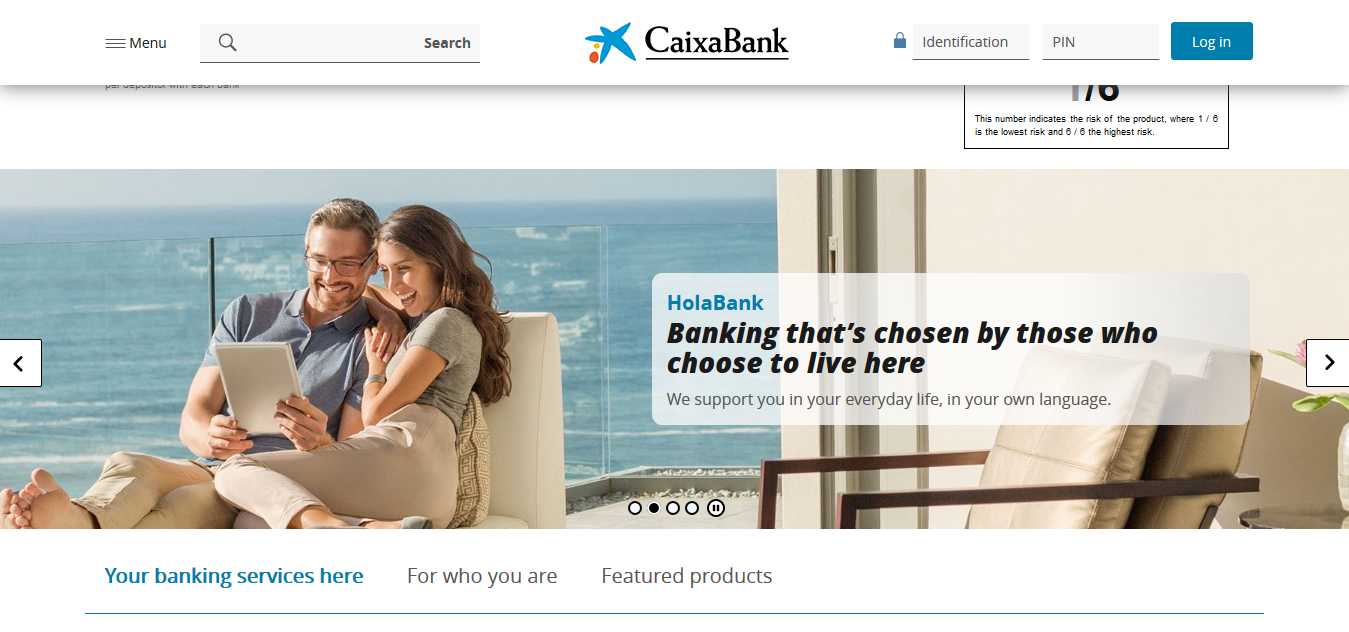 Menu
Search
CaixaBank
Identification
PIN
Log in
per depositor with each bank
1/6
This number indicates the risk of the product, where 1 / 6
is the lowest risk and 6 / 6 the highest risk.
HolaBank
Banking that’s chosen by those who
choose to live here
We support you in your everyday life, in your own language.
Your banking services here
For who you are
Featured products